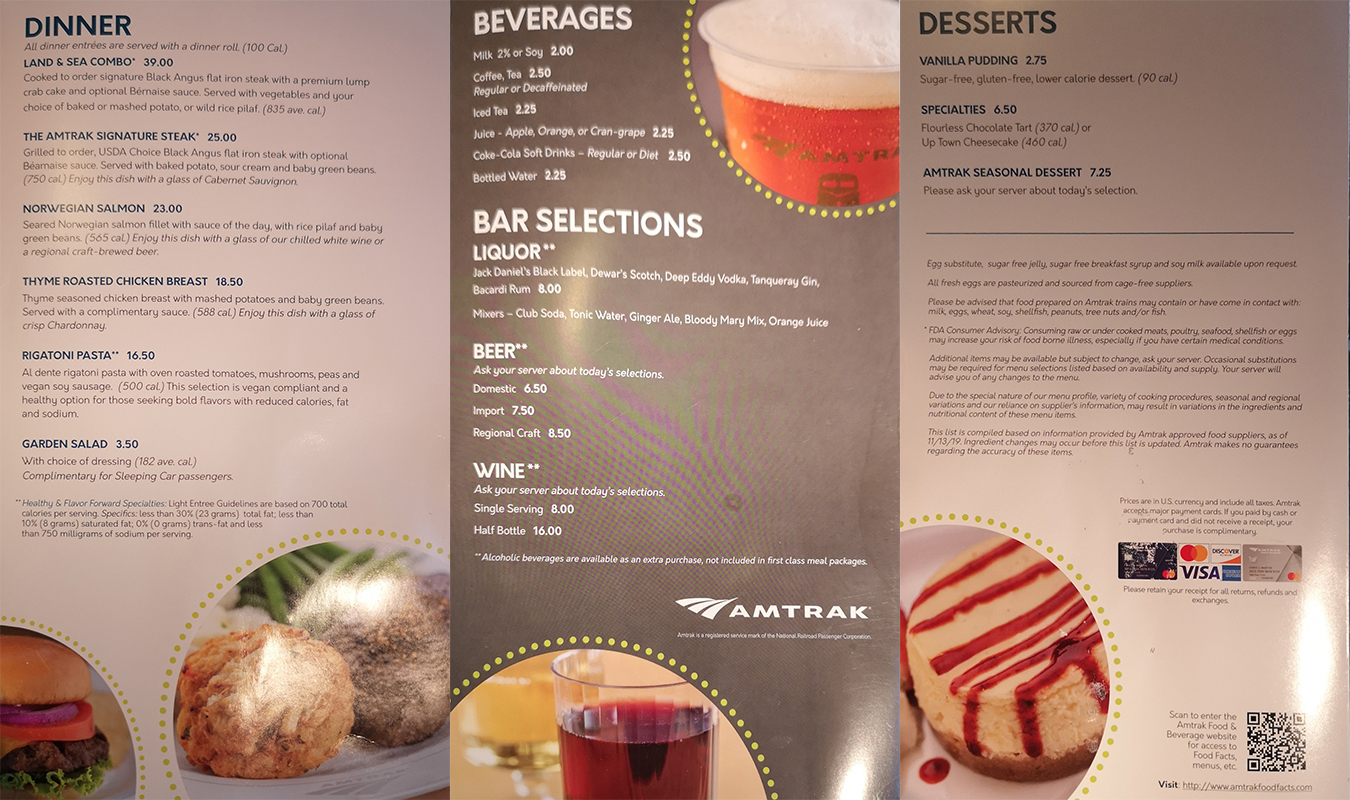 DINNER
All dinner entrées are served with a dinner roll. (100 Cal.)
LAND & SEA COMBO* 39.00
Cooked to order signature Black Angus flat iron steak with a premium lump
crab cake and optional Bérnaise sauce. Served with vegetables and your
choice of baked or mashed potato, or wild rice pilaf. (835 ave. cal.)
THE AMTRAK SIGNATURE STEAK* 25.00
Grilled to order, USDA Choice Black Angus flat iron steak with optional
Béarnaise sauce. Served with baked potato, sour cream and baby green beans.
(750 cal.) Enjoy this dish with a glass of Cabernet Sauvignon.
NORWEGIAN SALMON 23.00
Seared Norwegian salmon fillet with sauce of the day, with rice pilaf and baby
green beans. (565 cal.) Enjoy this dish with a glass of our chilled white wine or
a regional craft-brewed beer.
THYME ROASTED CHICKEN BREAST 18.50
Thyme seasoned chicken breast with mashed potatoes and baby green beans.
Served with a complimentary sauce. (588 cal.) Enjoy this dish with a glass of
crisp Chardonnay.
RIGATONI PASTA** 16.50
Al dente rigatoni pasta with oven roasted tomatoes, mushrooms, peas and
vegan soy sausage. (500 cal.) This selection is vegan compliant and a
healthy option for those seeking bold flavors with reduced calories, fat
and sodium.
GARDEN SALAD 3.50
With choice of dressing (182 ave. cal.)
Complimentary for Sleeping Car passengers.
**Healthy & Flavor Forward Specialties: Light Entree Guidelines are based on 700 total
calories per serving. Specifics: less than 30% (23 grams) total fat; less than
10% (8 grams) saturated fat; 0% (0 grams) trans-fat and less
than 750 milligrams of sodium per serving.
BEVERAGES
Milk 2% or Soy 2.00
Coffee, Tea 2.50
Regular or Decaffeinated
Iced Tea 2.25
Juice - Apple, Orange, or Cran-grape 2.25
Coke-Cola Soft Drinks – Regular or Diet 2.50
Bottled Water 2.25
AMTRA
BAR SELECTIONS
LIQUOR**
Jack Daniel's Black Label, Dewar's Scotch, Deep Eddy Vodka, Tanqueray Gin,
Bacardi Rum 8.00
Mixers – Club Soda, Tonic Water, Ginger Ale, Bloody Mary Mix, Orange Juice
BEER**
Ask your server about today's selections.
Domestic 6.50
Import 7.50
Regional Craft 8.50
WINE**
Ask your server about today's selections.
Single Serving 8.00
Half Bottle 16.00
**Alcoholic beverages are available as an extra purchase, not included in first class meal packages.
AMTRAK
Amtrak is a registered service mark of the National Railroad Passenger Corporation.
DESSERTS
VANILLA PUDDING 2.75
Sugar-free, gluten-free, lower calorie dessert. (90 cal.)
SPECIALTIES 6.50
Flourless Chocolate Tart (370 cal.) or
Up Town Cheesecake (460 cal.)
AMTRAK SEASONAL DESSERT 7.25
Please ask your server about today's selection.
Egg substitute, sugar free jelly, sugar free breakfast syrup and soy milk available upon request.
All fresh eggs are pasteurized and sourced from cage-free suppliers.
Please be advised that food prepared on Amtrak trains may contain or have come in contact with:
milk, eggs, wheat, soy, shellfish, peanuts, tree nuts and/or fish.
* FDA Consumer Advisory: Consuming raw or under cooked meats, poultry, seafood, shellfish or eggs
may increase your risk of food borne illness, especially if you have certain medical conditions.
Additional items may be available but subject to change, ask your server. Occasional substitutions
may be required for menu selections listed based on availability and supply. Your server will
advise you of any changes to the menu.
Due to the special nature of our menu profile, variety of cooking procedures, seasonal and regional
variations and our reliance on supplier's information, may result in variations in the ingredients and
nutritional content of these menu items.
This list is compiled based on information provided by Amtrak approved food suppliers, as of
11/13/19. Ingredient changes may occur before this list is updated. Amtrak makes no guarantees
regarding the accuracy of these items.
Prices are in U.S. currency and include all taxes. Amtrak
accepts major payment cards. If you paid by cash or
payment card and did not receive a receipt, your
purchase is complimentary.
DISCOVER
VISA
Please retain your receipt for all returns, refunds and
exchanges.
Scan to enter the
Amtrak Food &
Beverage website
for access to
Food Facts,
menus, etc.
Visit: http://www.amtrakfoodfacts.com